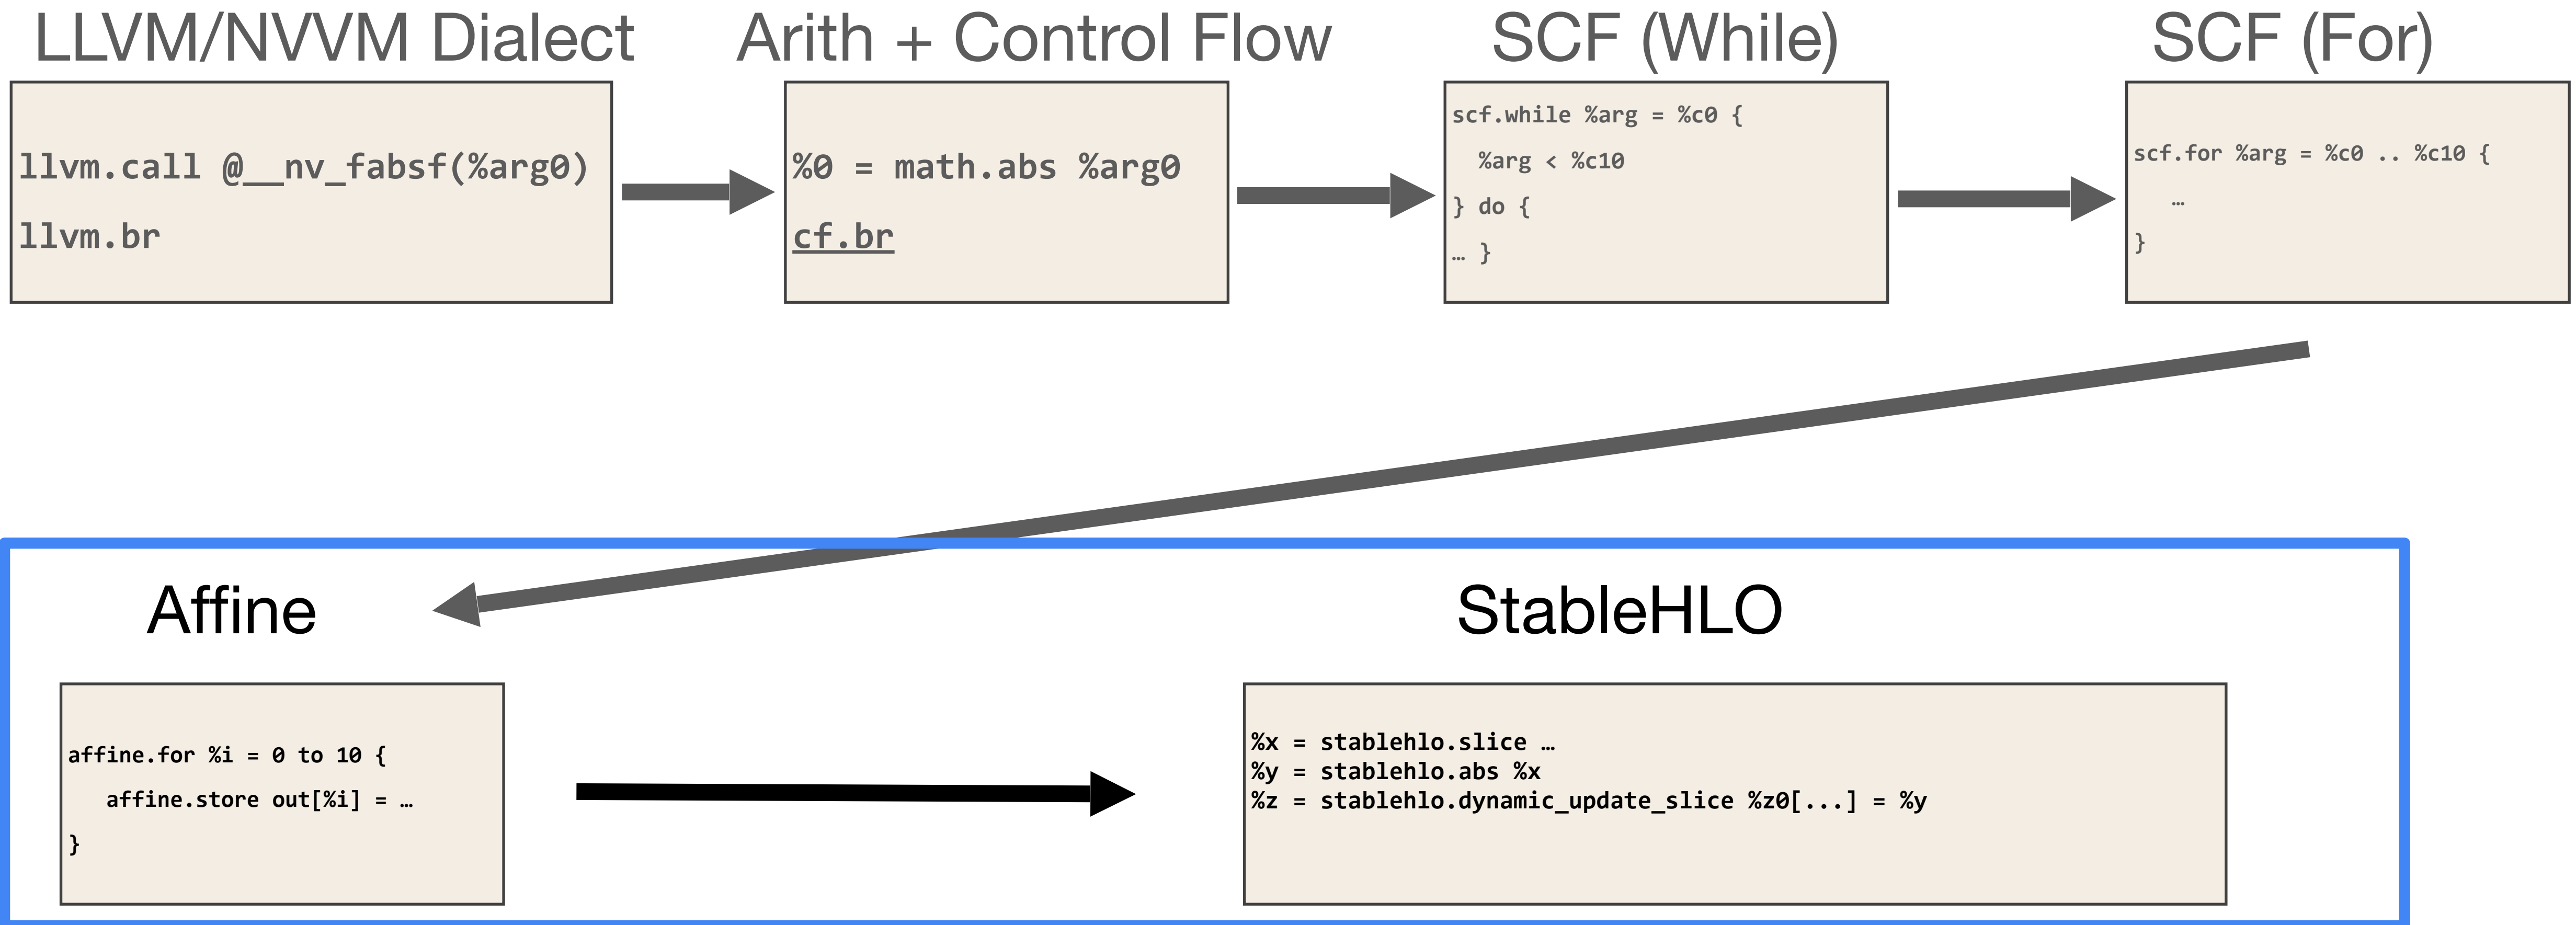 LLVM/NVVM Dialect
llvm.call @__nv_fabsf(%arg0)
llvm.br
Arith + Control Flow
%0 = math.abs %arg0
cf.br
SCF (While)
scf.while %arg = %c0 {
%arg < %c10
} do {
… }
SCF (For)
scf.for %arg = %c0 .. %c10 {
…
}
Affine
affine.for %i = 0 to 10 {
affine.store out[%i] = …
}
StableHLO
%x = stablehlo.slice …
%y = stablehlo.abs %x
%z = stablehlo.dynamic_update_slice %z0[...] = %y